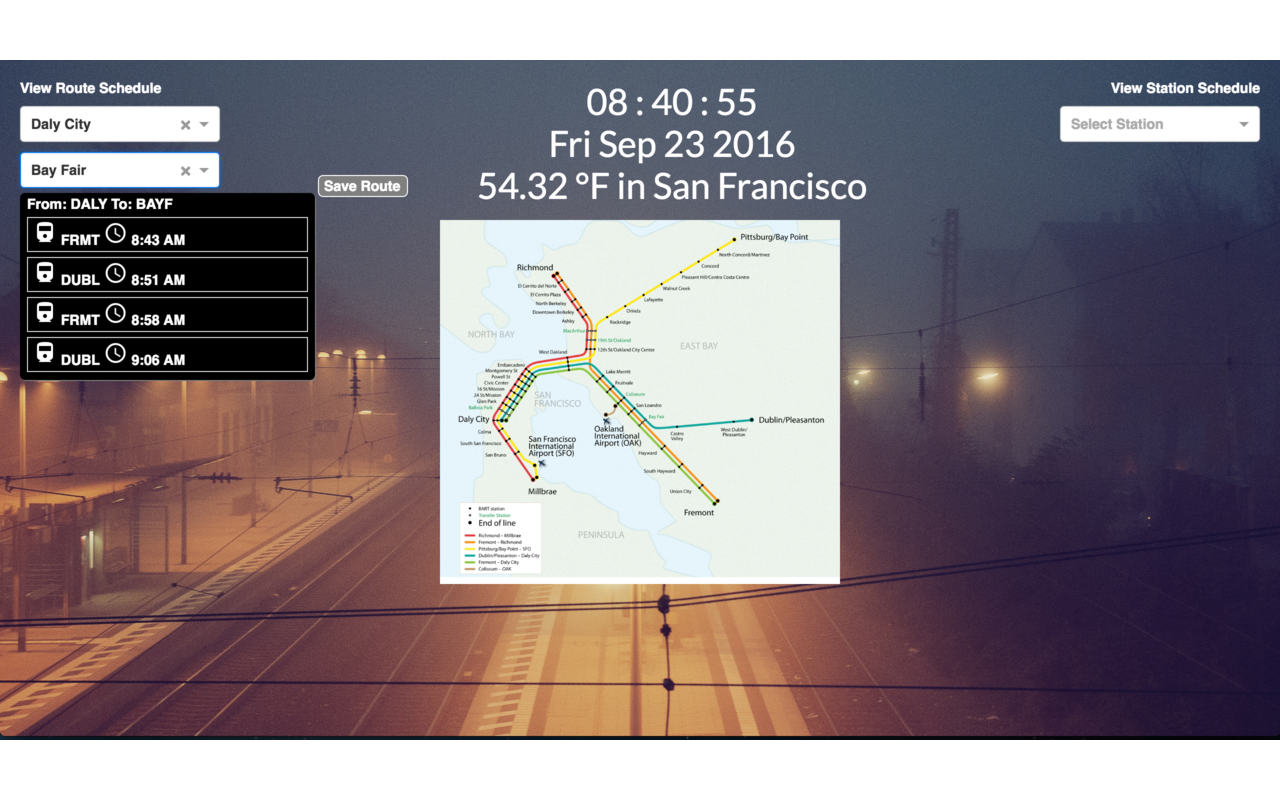 View Route Schedule
Daly City
Bay Fair
Save Route
From: DALY To: BAYF
FRMT 8:43 AM
DUBL 8:51 AM
FRMT 8:58 AM
DUBL 9:06 AM
08 : 40 : 55
Fri Sep 23 2016
54.32 °F in San Francisco
View Station Schedule
Select Station
Pittsburg/Bay Point
North Concord/Martinez
Concord
Pleasant Hill/Contra Costa Centre
Walnut Creek
Lafayette
Orinda
Rockridge
Richmond
El Cerrito del Norte
El Cerrito Plaza
North Berkeley
Downtown Berkeley
Ashby
MacArthur
19th St/Oakland
12th St/Oakland City Center
NORTH BAY
EAST BAY
West Oakland
Embarcadero
Montgomery St
Powell St
Civic Center
16 St/Mission
24 St/Mission
Glen Park
Balboa Park
Daly City
Colma
South San Francisco
San Bruno
SAN
FRANCISCO
Lake Merritt
Fruitvale
Coliseum
San Leandro
Bay Fair
Oakland
International
Airport (OAK)
San Francisco
International
Airport (SFO)
Millbrae
Castro
Valley
West Dublin/
Pleasanton
Dublin/Pleasanton
Hayward
South Hayward
Union City
Fremont
PENINSULA
BART station
Transfer Station
End of line
Richmond – Millbrae
Fremont – Richmond
Pittsburg/Bay Point – SFO
Dublin/Pleasanton – Daly City
Fremont – Daly City
Coliseum – OAK